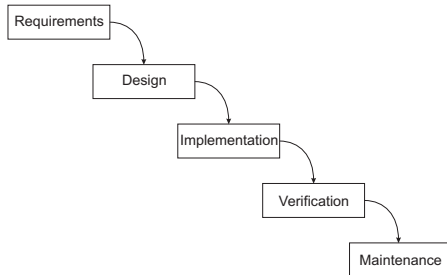 Requirements
Design
Implementation
Verification
Maintenance